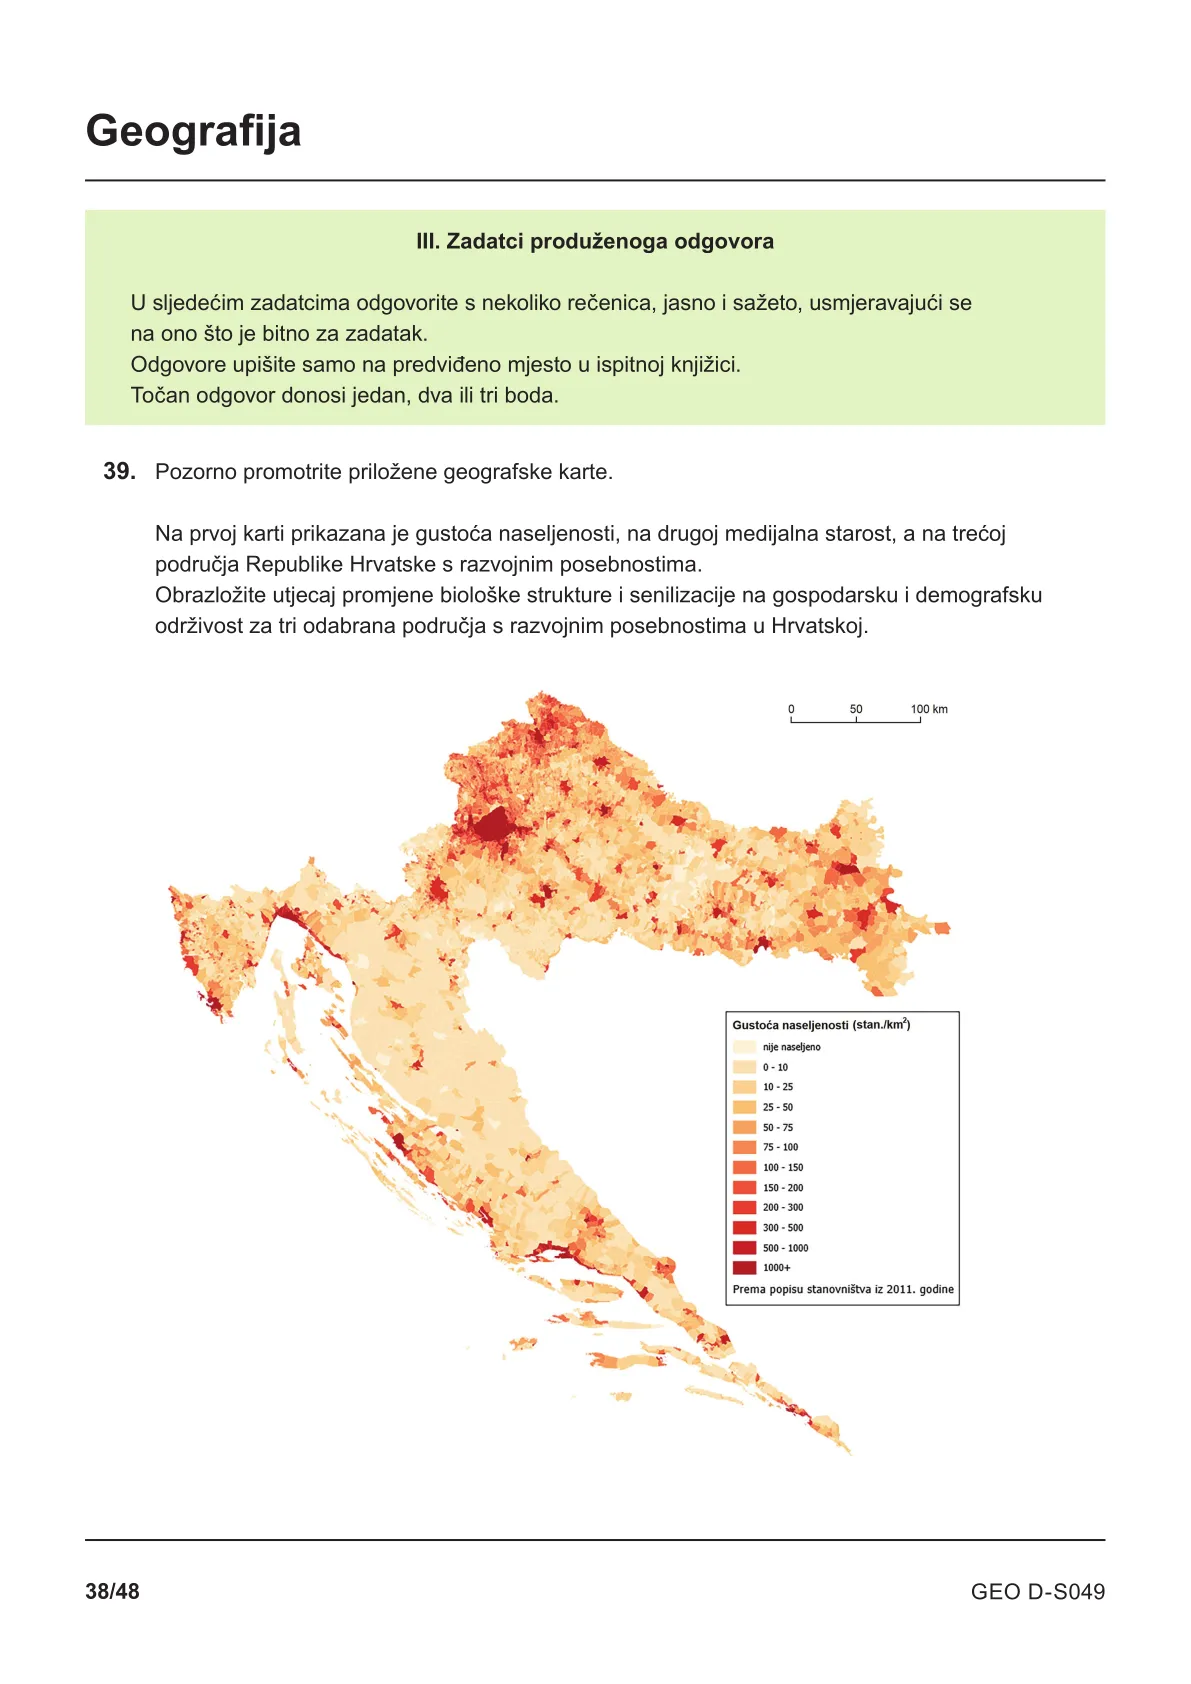 Geografija
III. Zadatci produženoga odgovora
U sljedećim zadatcima odgovorite s nekoliko rečenica, jasno i sažeto, usmjeravajući se
na ono što je bitno za zadatak.
Odgovore upišite samo na predviđeno mjesto u ispitnoj knjižici.
Točan odgovor donosi jedan, dva ili tri boda.
39. Pozorno promotrite priložene geografske karte.
Na prvoj karti prikazana je gustoća naseljenosti, na drugoj medijalna starost, a na trećoj
područja Republike Hrvatske s razvojnim posebnostima.
Obrazložite utjecaj promjene biološke strukture i senilizacije na gospodarsku i demografsku
održivost za tri odabrana područja s razvojnim posebnostima u Hrvatskoj.
0 50 100 km
Gustoća naseljenosti (stan./km²)
nije naseljeno
0 - 10
10 - 25
25 - 50
50 - 75
75 - 100
100 - 150
150 - 200
200 - 300
300 - 500
500 - 1000
1000+
Prema popisu stanovništva iz 2011. godine
38/48
GEO D-S049